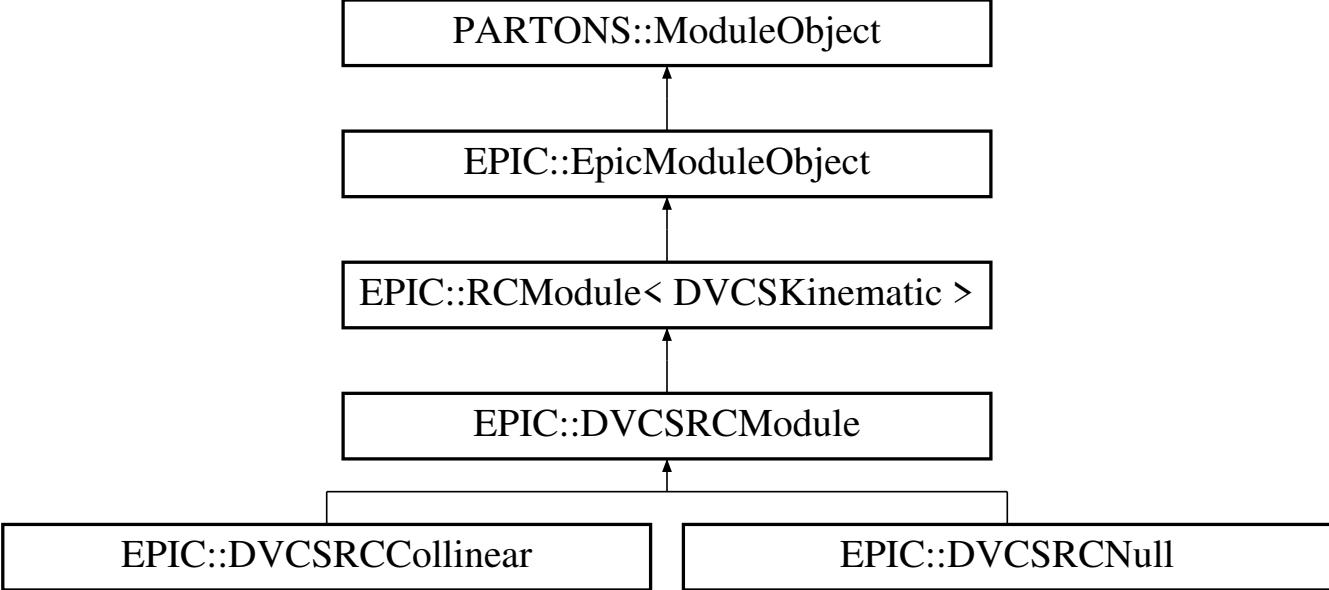 PARTONS::ModuleObject
EPIC::EpicModuleObject
EPIC::RCModule< DVCSKinematic >
EPIC::DVCSRCModule
EPIC::DVCSRCCollinear
EPIC::DVCSRCNull